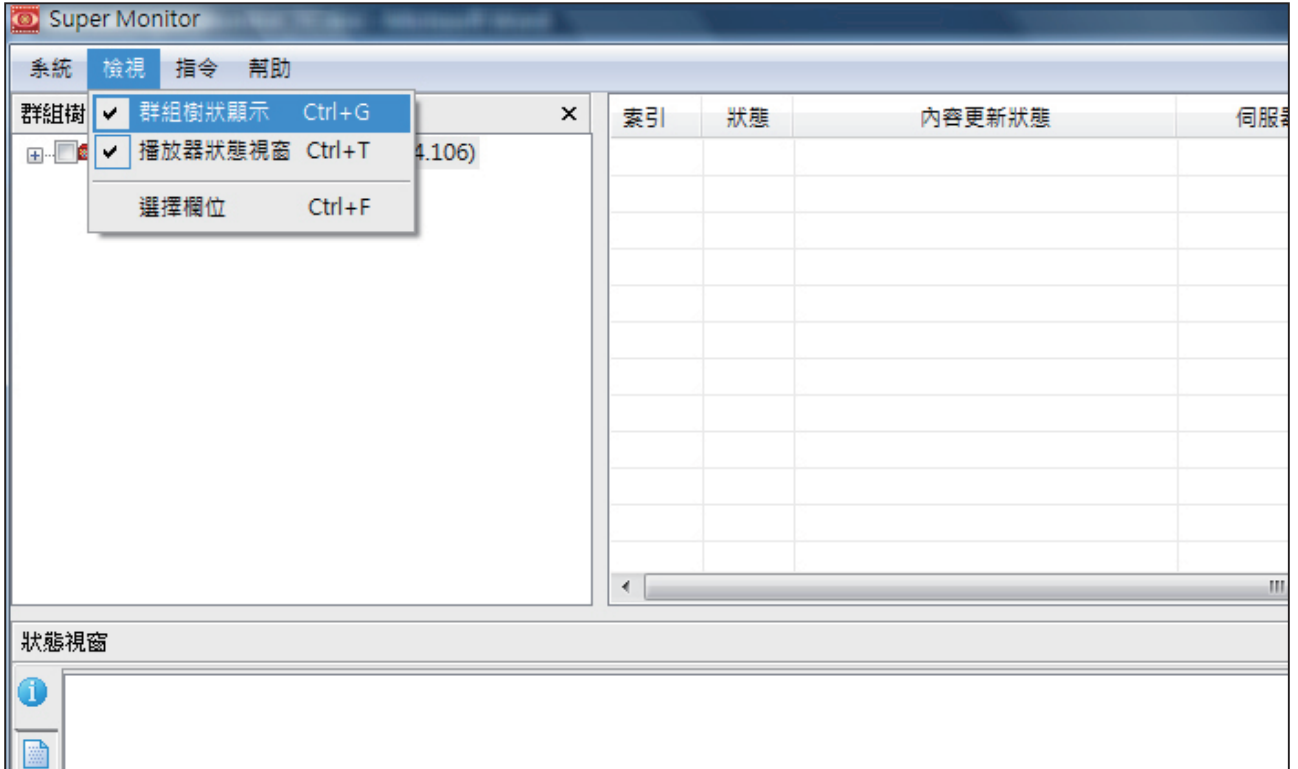 Super Monitor
系統 檢視 指令 幫助
群組樹
群組樹狀顯示 Ctrl+G
播放器狀態視窗 Ctrl+T
選擇欄位 Ctrl+F
4.106)
索引 狀態 內容更新狀態 伺服
狀態視窗